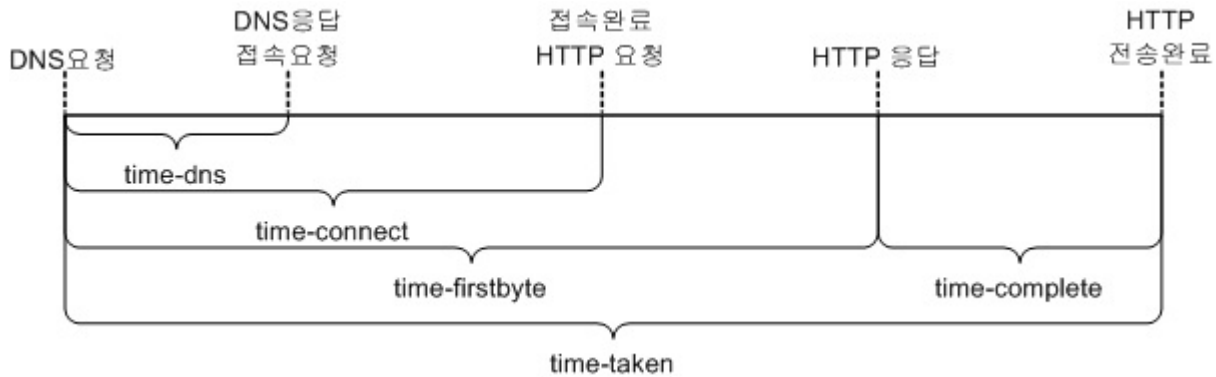 DNS요청
DNS응답
접속요청
접속완료
HTTP 요청
HTTP 응답
HTTP
전송완료
time-dns
time-connect
time-firstbyte
time-complete
time-taken